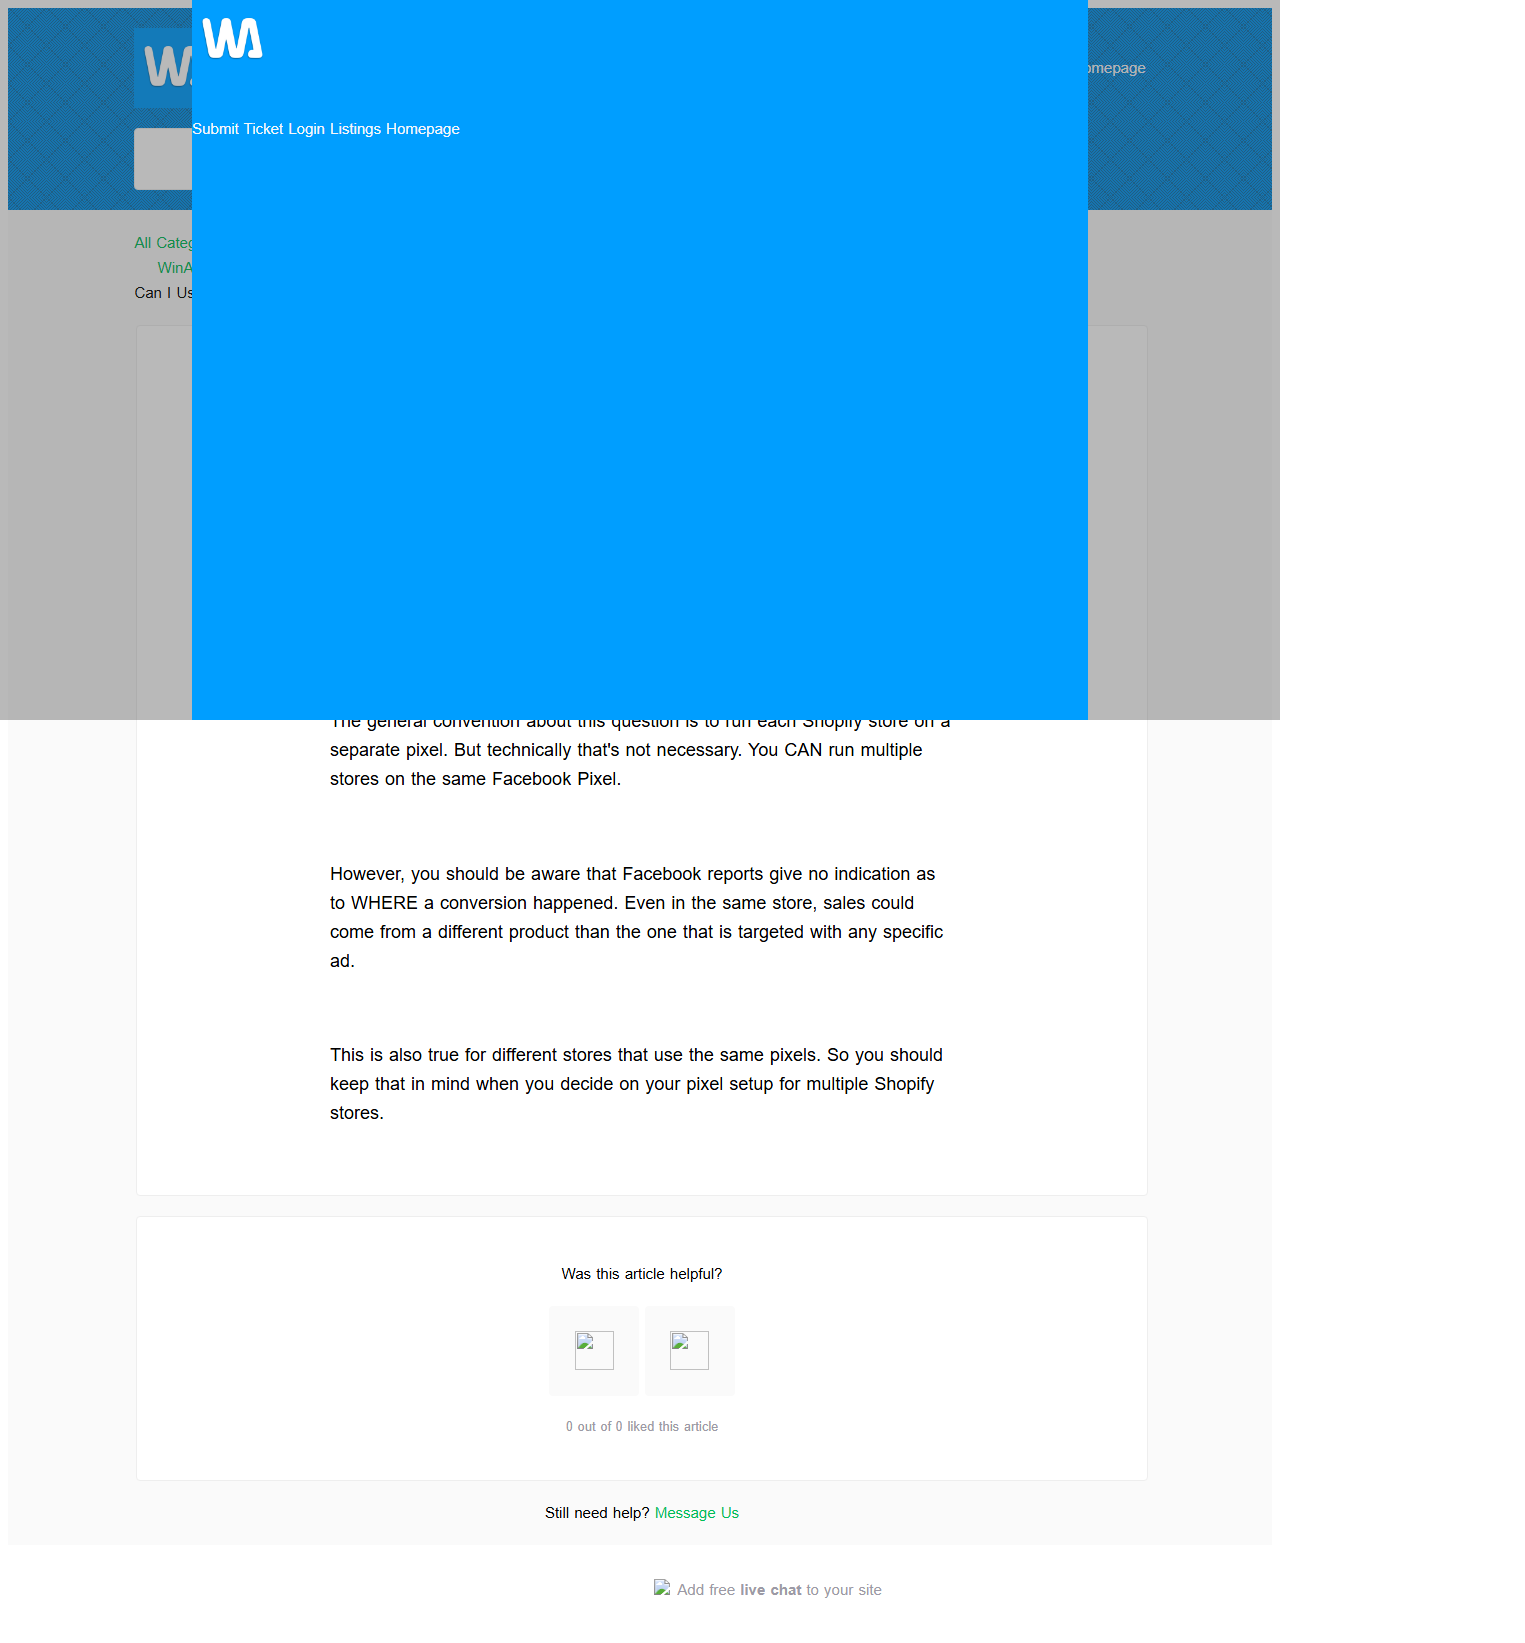 WA
W
omepage
Submit Ticket Login Listings Homepage
All Categ
WinA
Can I Us
The general convention about this question is to run each Shopify store on a
separate pixel. But technically that's not necessary. You CAN run multiple
stores on the same Facebook Pixel.
However, you should be aware that Facebook reports give no indication as
to WHERE a conversion happened. Even in the same store, sales could
come from a different product than the one that is targeted with any specific
ad.
This is also true for different stores that use the same pixels. So you should
keep that in mind when you decide on your pixel setup for multiple Shopify
stores.
Was this article helpful?
0 out of 0 liked this article
Still need help? Message Us
Add free live chat to your site